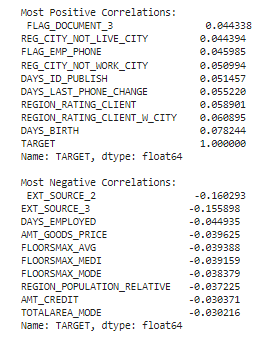 Most Positive Correlations:
FLAG_DOCUMENT_3 0.044338
REG_CITY_NOT_LIVE_CITY 0.044394
FLAG_EMP_PHONE 0.045985
REG_CITY_NOT_WORK_CITY 0.050994
DAYS_ID_PUBLISH 0.051457
DAYS_LAST_PHONE_CHANGE 0.055220
REGION_RATING_CLIENT 0.058901
REGION_RATING_CLIENT_W_CITY 0.060895
DAYS_BIRTH 0.078244
TARGET 1.000000
Name: TARGET, dtype: float64
Most Negative Correlations:
EXT_SOURCE_2 -0.160293
EXT_SOURCE_3 -0.155898
DAYS_EMPLOYED -0.044935
AMT_GOODS_PRICE -0.039625
FLOORSMAX_AVG -0.039388
FLOORSMAX_MEDI -0.039159
FLOORSMAX_MODE -0.038379
REGION_POPULATION_RELATIVE -0.037225
AMT_CREDIT -0.030371
TOTALAREA_MODE -0.030216
Name: TARGET, dtype: float64